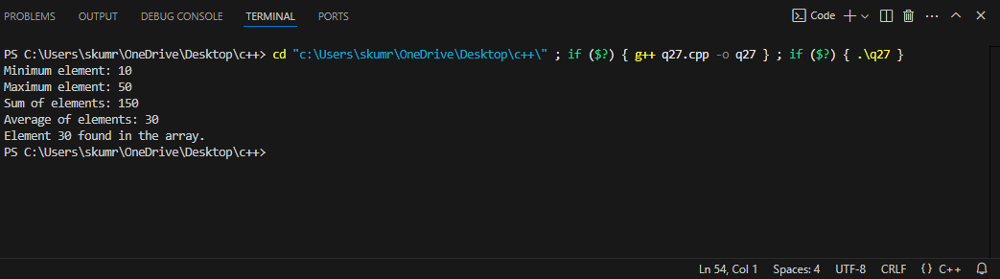 PROBLEMS OUTPUT DEBUG CONSOLE TERMINAL PORTS Code
PS C:\Users\skumr\OneDrive\Desktop\c++> cd "c:\Users\skumr\OneDrive\Desktop\c++\" ; if ($?) { g++ q27.cpp -o q27 } ; if ($?) { .\q27 }
Minimum element: 10
Maximum element: 50
Sum of elements: 150
Average of elements: 30
Element 30 found in the array.
PS C:\Users\skumr\OneDrive\Desktop\c++>
Ln 54, Col 1 Spaces: 4 UTF-8 CRLF {} C++